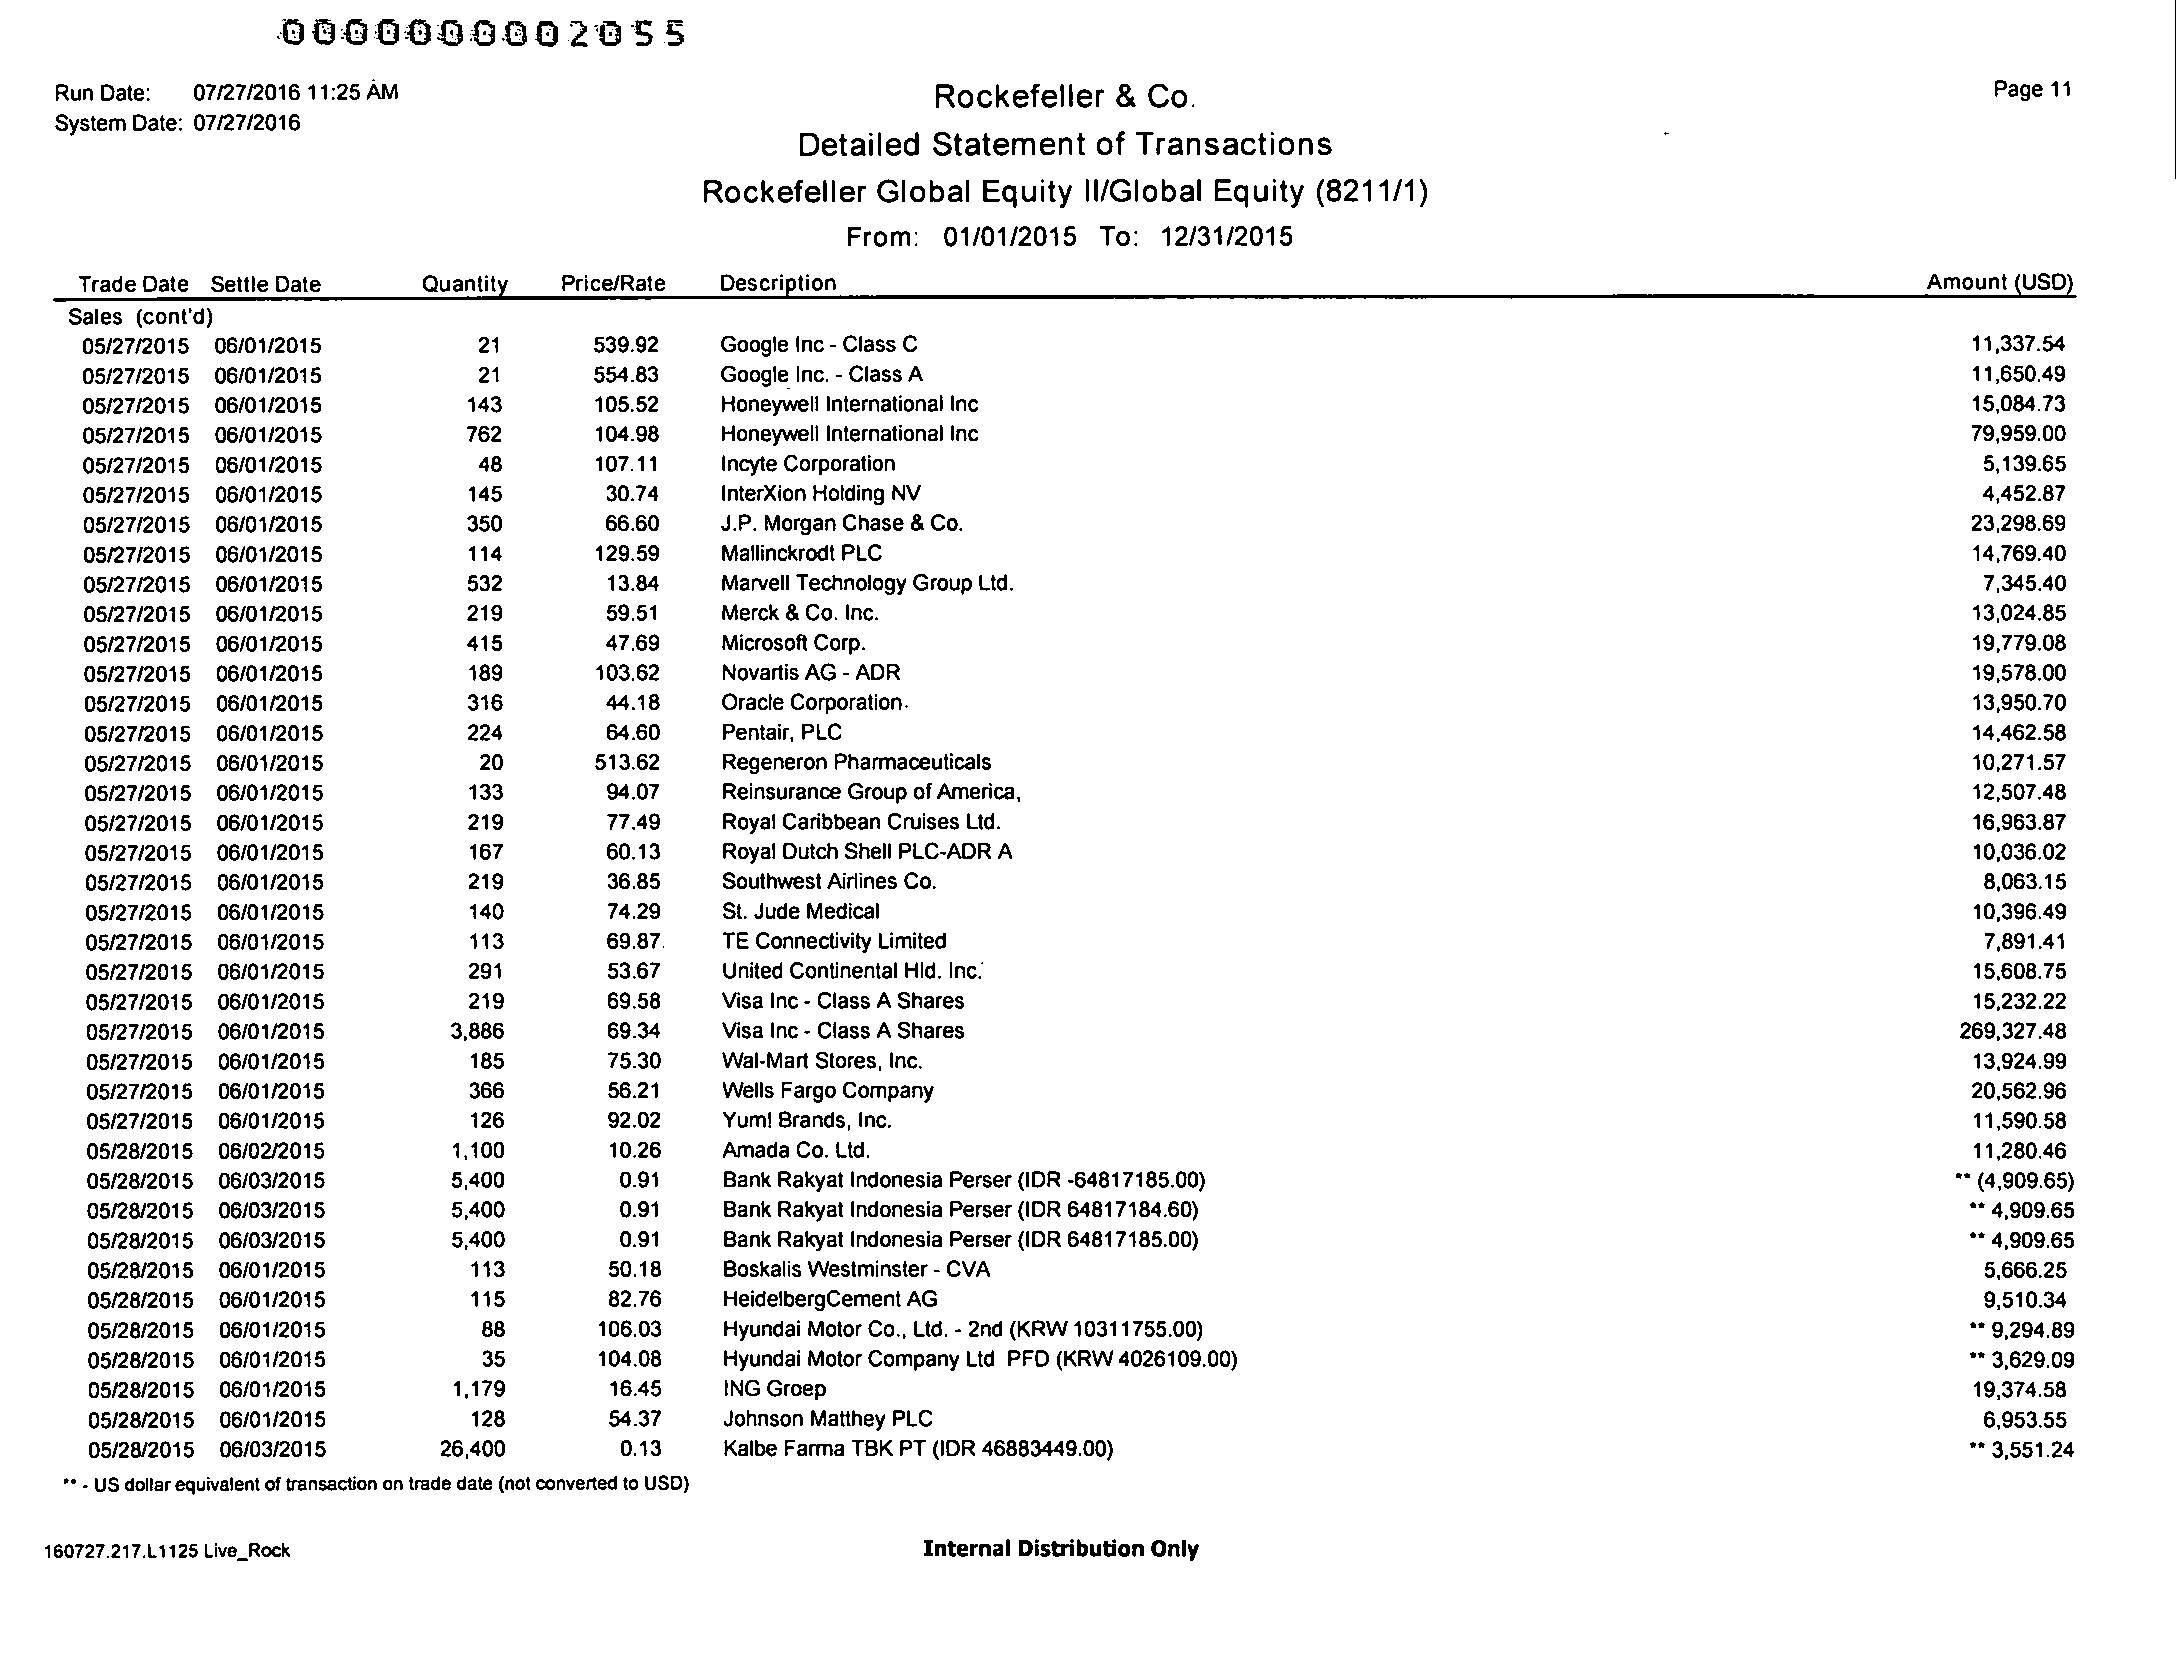 000000002055
Run Date: 07/27/2016 11:25 AM
Rockefeller & Co.
Page 11
System Date: 07/27/2016
Detailed Statement of Transactions
Rockefeller Global Equity II/Global Equity (8211/1)
From: 01/01/2015 To: 12/31/2015
Trade Date Settle Date Quantity Price/Rate Description Amount (USD)
Sales (cont'd)
05/27/2015 06/01/2015 21 539.92 Google Inc - Class C 11,337.54
05/27/2015 06/01/2015 21 554.83 Google Inc. - Class A 11,650.49
05/27/2015 06/01/2015 143 105.52 Honeywell International Inc 15,084.73
05/27/2015 06/01/2015 762 104.98 Honeywell International Inc 79,959.00
05/27/2015 06/01/2015 48 107.11 Incyte Corporation 5,139.65
05/27/2015 06/01/2015 145 30.74 InterXion Holding NV 4,452.87
05/27/2015 06/01/2015 350 66.60 J.P. Morgan Chase & Co. 23,298.69
05/27/2015 06/01/2015 114 129.59 Mallinckrodt PLC 14,769.40
05/27/2015 06/01/2015 532 13.84 Marvell Technology Group Ltd. 7,345.40
05/27/2015 06/01/2015 219 59.51 Merck & Co. Inc. 13,024.85
05/27/2015 06/01/2015 415 47.69 Microsoft Corp. 19,779.08
05/27/2015 06/01/2015 189 103.62 Novartis AG - ADR 19,578.00
05/27/2015 06/01/2015 316 44.18 Oracle Corporation 13,950.70
05/27/2015 06/01/2015 224 64.60 Pentair, PLC 14,462.58
05/27/2015 06/01/2015 20 513.62 Regeneron Pharmaceuticals 10,271.57
05/27/2015 06/01/2015 133 94.07 Reinsurance Group of America, 12,507.48
05/27/2015 06/01/2015 219 77.49 Royal Caribbean Cruises Ltd. 16,963.87
05/27/2015 06/01/2015 167 60.13 Royal Dutch Shell PLC-ADR A 10,036.02
05/27/2015 06/01/2015 219 36.85 Southwest Airlines Co. 8,063.15
05/27/2015 06/01/2015 140 74.29 St. Jude Medical 10,396.49
05/27/2015 06/01/2015 113 69.87 TE Connectivity Limited 7,891.41
05/27/2015 06/01/2015 291 53.67 United Continental Hld. Inc. 15,608.75
05/27/2015 06/01/2015 219 69.58 Visa Inc - Class A Shares 15,232.22
05/27/2015 06/01/2015 3,886 69.34 Visa Inc - Class A Shares 269,327.48
05/27/2015 06/01/2015 185 75.30 Wal-Mart Stores, Inc. 13,924.99
05/27/2015 06/01/2015 366 56.21 Wells Fargo Company 20,562.96
05/27/2015 06/01/2015 126 92.02 Yum! Brands, Inc. 11,590.58
05/28/2015 06/02/2015 1,100 10.26 Amada Co. Ltd. 11,280.46
05/28/2015 06/03/2015 5,400 0.91 Bank Rakyat Indonesia Perser (IDR -64817185.00) ** (4,909.65)
05/28/2015 06/03/2015 5,400 0.91 Bank Rakyat Indonesia Perser (IDR 64817184.60) ** 4,909.65
05/28/2015 06/03/2015 5,400 0.91 Bank Rakyat Indonesia Perser (IDR 64817185.00) ** 4,909.65
05/28/2015 06/01/2015 113 50.18 Boskalis Westminster - CVA 5,666.25
05/28/2015 06/01/2015 115 82.76 HeidelbergCement AG 9,510.34
05/28/2015 06/01/2015 88 106.03 Hyundai Motor Co., Ltd. - 2nd (KRW 10311755.00) ** 9,294.89
05/28/2015 06/01/2015 35 104.08 Hyundai Motor Company Ltd PFD (KRW 4026109.00) ** 3,629.09
05/28/2015 06/01/2015 1,179 16.45 ING Groep 19,374.58
05/28/2015 06/01/2015 128 54.37 Johnson Matthey PLC 6,953.55
05/28/2015 06/03/2015 26,400 0.13 Kalbe Farma TBK PT (IDR 46883449.00) ** 3,551.24
** - US dollar equivalent of transaction on trade date (not converted to USD)
160727.217.L1125 Live_Rock
Internal Distribution Only